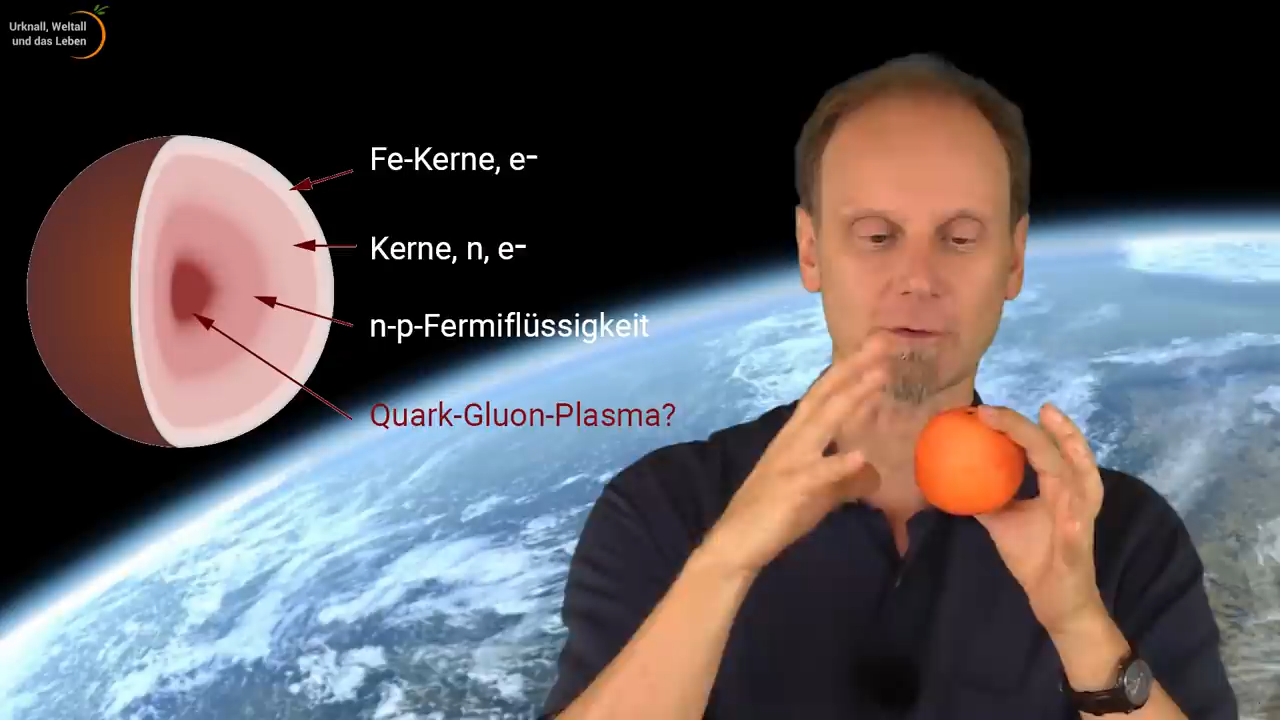 Urknall, Weltall
und das Leben
Fe-Kerne, e⁻
Kerne, n, e⁻
n-p-Fermiflüssigkeit
Quark-Gluon-Plasma?